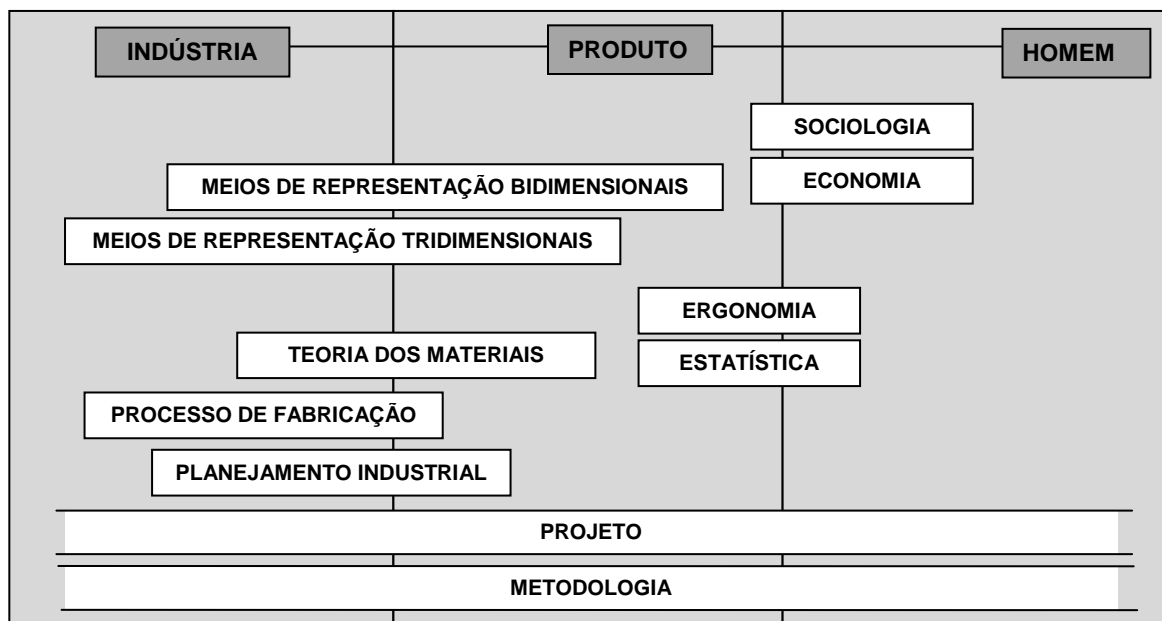 INDÚSTRIA
PRODUTO
HOMEM
SOCIOLOGIA
MEIOS DE REPRESENTAÇÃO BIDIMENSIONAIS
ECONOMIA
MEIOS DE REPRESENTAÇÃO TRIDIMENSIONAIS
ERGONOMIA
TEORIA DOS MATERIAIS
ESTATÍSTICA
PROCESSO DE FABRICAÇÃO
PLANEJAMENTO INDUSTRIAL
PROJETO
METODOLOGIA